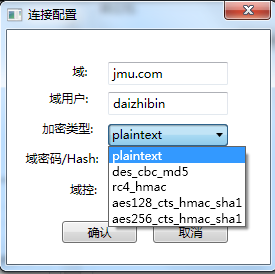 连接配置
域: jmu.com
域用户: daizhibin
加密类型: plaintext
plaintext
域密码/Hash: des_cbc_md5
rc4_hmac
域控: aes128_cts_hmac_sha1
aes256_cts_hmac_sha1
确认 取消